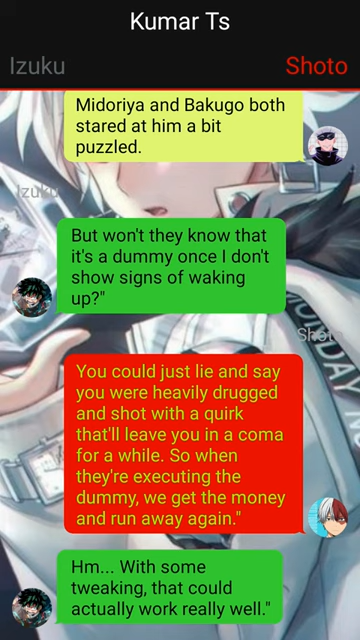 Kumar Ts
Izuku
Shoto
Midoriya and Bakugo both
stared at him a bit
puzzled.
Izuku
But won't they know that
it's a dummy once I don't
show signs of waking
up?"
Shoto
You could just lie and say
you were heavily drugged
and shot with a quirk
that'll leave you in a coma
for a while. So when
they're executing the
dummy, we get the money
and run away again."
Hm... With some
tweaking, that could
actually work really well."